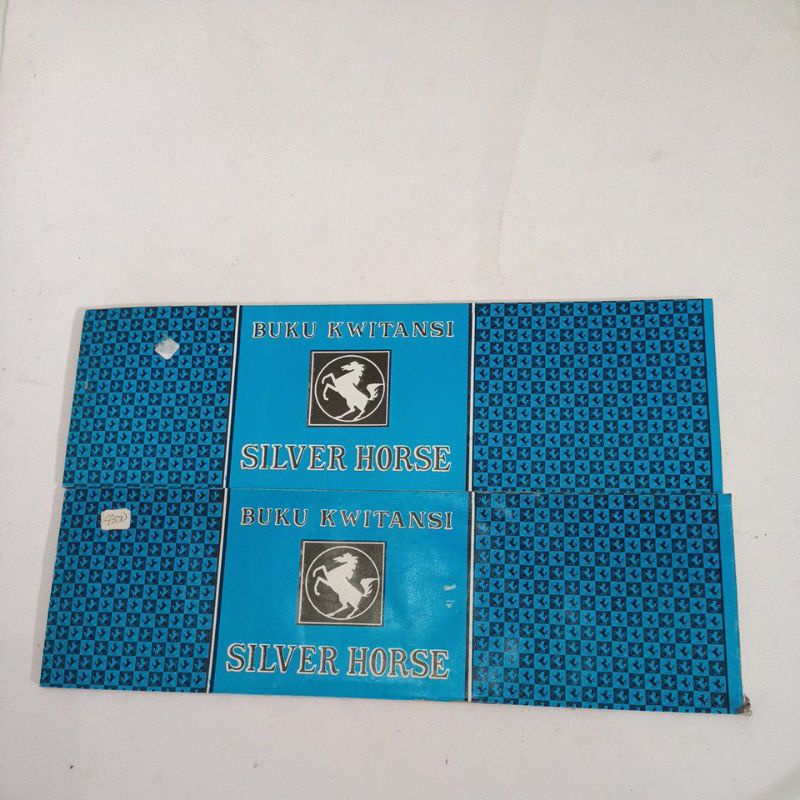 BUKU KWITANSI
SILVER HORSE
4500
BUKU KWITANSI
SILVER HORSE